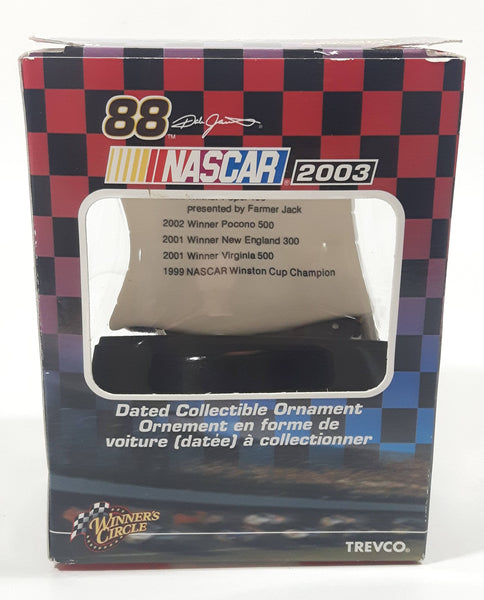 88 TM
NASCAR® 2003
presented by Farmer Jack
2002 Winner Pocono 500
2001 Winner New England 300
2001 Winner Virginia 500
1999 NASCAR Winston Cup Champion
Dated Collectible Ornament
Ornement en forme de
voiture (datée) à collectionner
WINNER'S
CIRCLE
TREVCO®